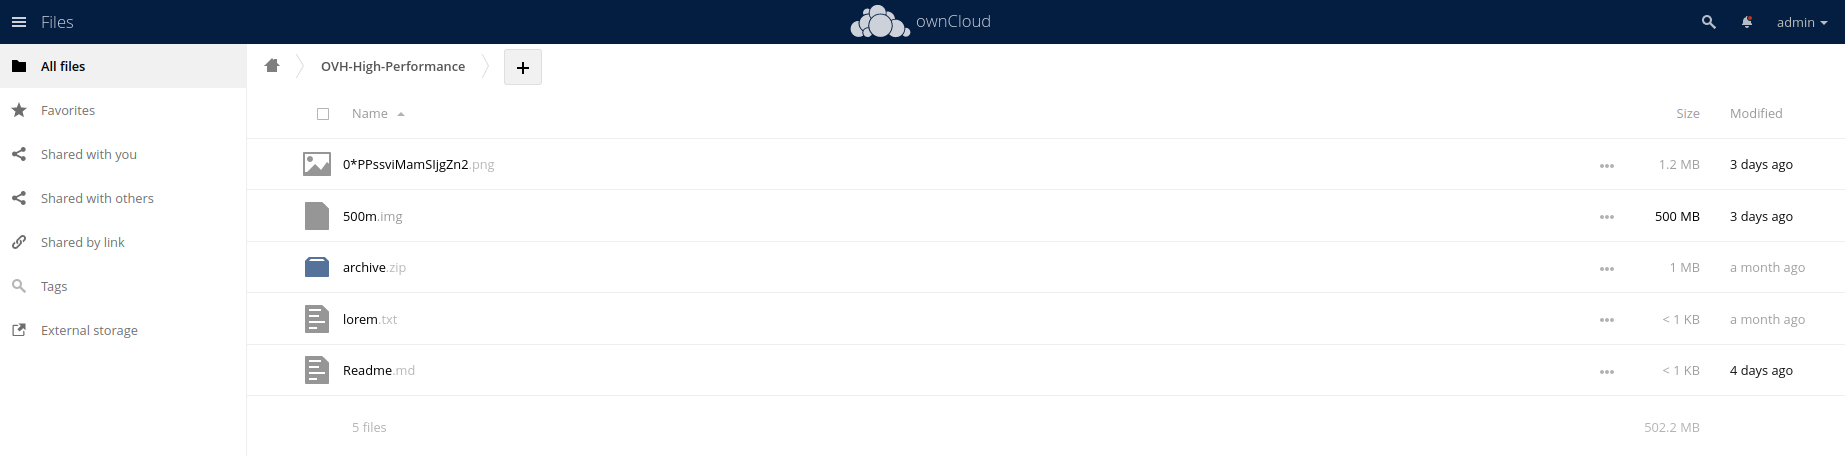 Files
ownCloud
admin
All files
Favorites
Shared with you
Shared with others
Shared by link
Tags
External storage
OVH-High-Performance
+
Name Size Modified
0*PPssviMamSIjgZn2.png 1.2 MB 3 days ago
500m.img 500 MB 3 days ago
archive.zip 1 MB a month ago
lorem.txt < 1 KB a month ago
Readme.md < 1 KB 4 days ago
5 files 502.2 MB